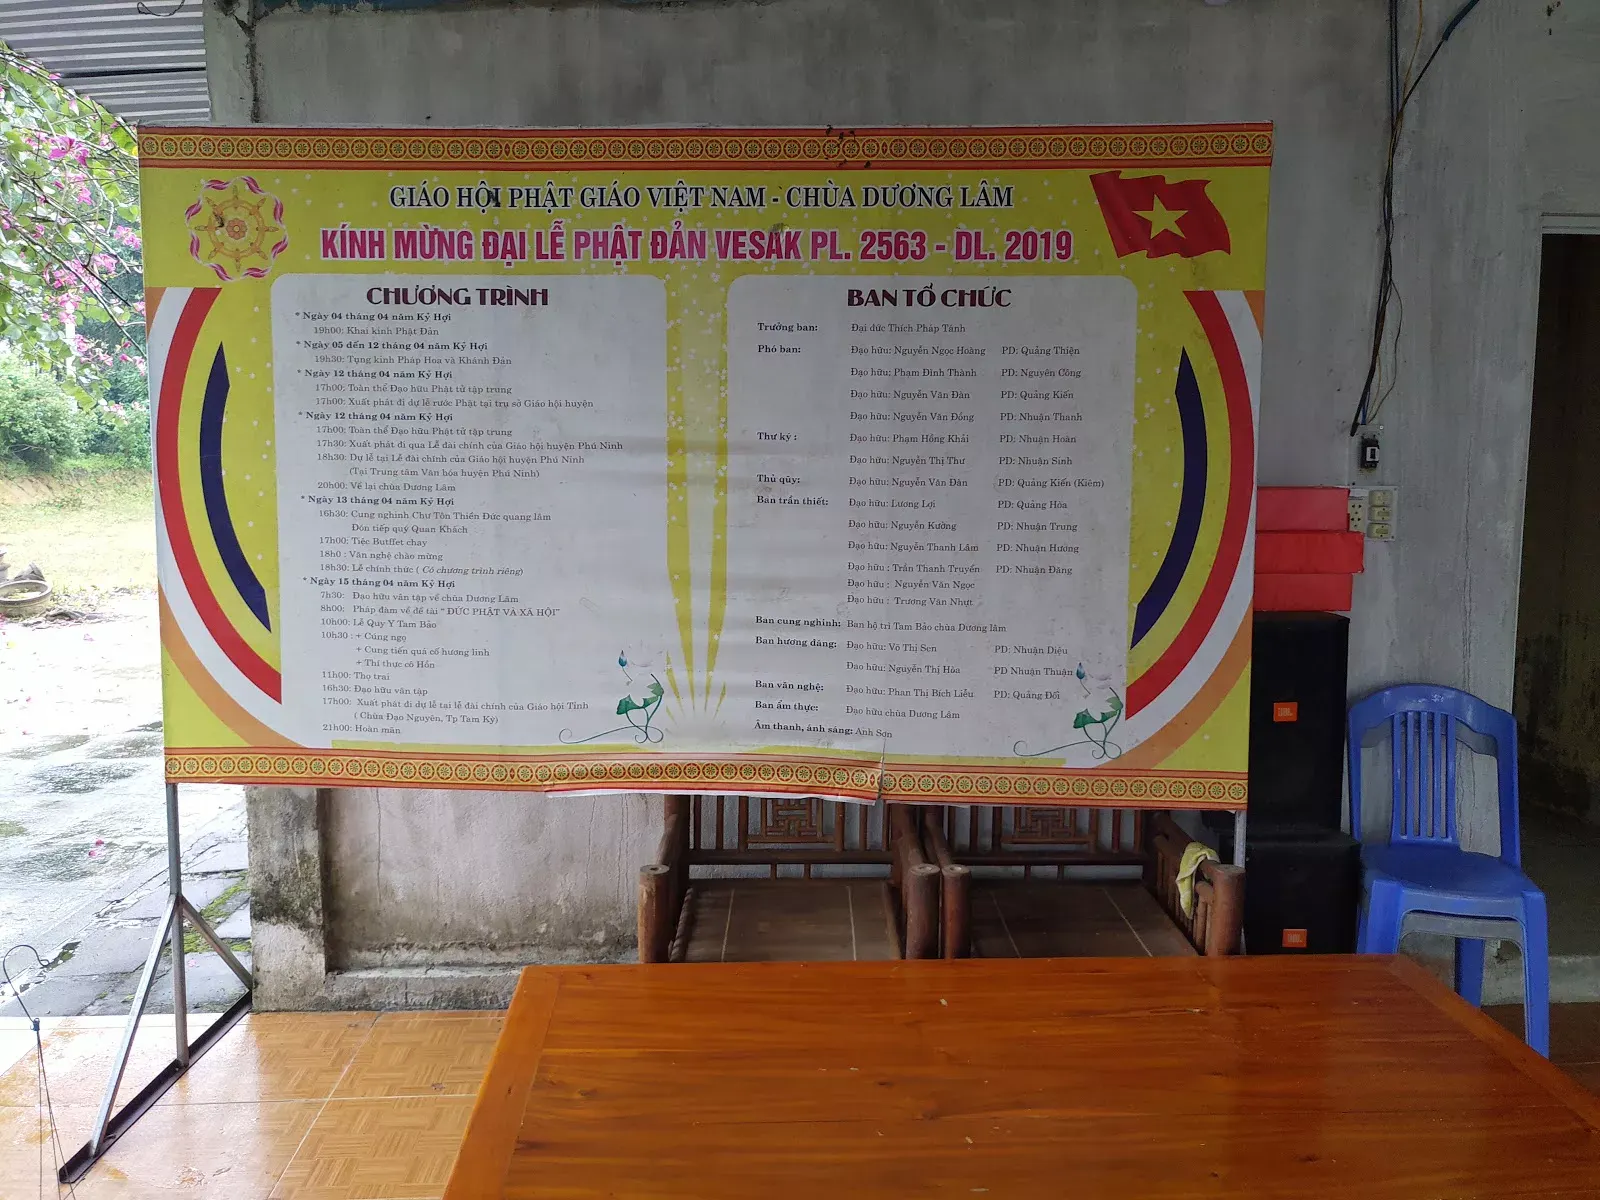 GIÁO HỘI PHẬT GIÁO VIỆT NAM - CHÙA DƯƠNG LÂM
KÍNH MỪNG ĐẠI LỄ PHẬT ĐẢN VESAK PL. 2563 - DL. 2019
CHƯƠNG TRÌNH
* Ngày 04 tháng 04 năm Kỷ Hợi
19h00: Khai kinh Phật Đản
* Ngày 05 đến 12 tháng 04 năm Kỷ Hợi
19h30: Tụng kinh Pháp Hoa và Khánh Đản
* Ngày 12 tháng 04 năm Kỷ Hợi
17h00: Toàn thể Đạo hữu Phật tử tập trung
17h00: Xuất phát đi dự lễ rước Phật tại trụ sở Giáo hội huyện
* Ngày 12 tháng 04 năm Kỷ Hợi
17h00: Toàn thể Đạo hữu Phật tử tập trung
17h30: Xuất phát đi qua Lễ đài chính của Giáo hội huyện Phú Ninh
18h30: Dự lễ tại Lễ đài chính của Giáo hội huyện Phú Ninh
(Tại Trung tâm Văn hóa huyện Phú Ninh)
20h00: Về lại chùa Dương Lâm
* Ngày 13 tháng 04 năm Kỷ Hợi
16h30: Cung nghinh Chư Tôn Thiền Đức quang lâm
Đón tiếp quý Quan Khách
17h00: Tiệc Butffet chay
18h0 : Văn nghệ chào mừng
18h30: Lễ chính thức ( Có chương trình riêng)
* Ngày 15 tháng 04 năm Kỷ Hợi
7h30: Đạo hữu vân tập về chùa Dương Lâm
8h00: Pháp đàm về đề tài " ĐỨC PHẬT VÀ XÃ HỘI"
10h00: Lễ Quy Y Tam Bảo
10h30 : + Cúng ngọ
+ Cung tiến quá cố hương linh
+ Thí thực cô Hồn
11h00: Thọ trai
16h30: Đạo hữu vân tập
17h00: Xuất phát đi dự lễ tại lễ đài chính của Giáo hội Tỉnh
( Chùa Đạo Nguyên, Tp Tam Kỳ)
21h00: Hoàn mãn
BAN TỔ CHỨC
Trưởng ban: Đại đức Thích Pháp Tánh
Phó ban: Đạo hữu: Nguyễn Ngọc Hoàng PD: Quảng Thiện
Đạo hữu: Phạm Đình Thành PD: Nguyên Công
Đạo hữu: Nguyễn Văn Đàn PD: Quảng Kiến
Đạo hữu: Nguyễn Văn Đồng PD: Nhuận Thanh
Thư ký : Đạo hữu: Phạm Hồng Khải PD: Nhuận Hoàn
Đạo hữu: Nguyễn Thị Thư PD: Nhuận Sinh
Thủ qũy: Đạo hữu: Nguyễn Văn Đàn PD: Quảng Kiến (Kiêm)
Ban trần thiết: Đạo hữu: Lương Lợi PD: Quảng Hòa
Đạo hữu: Nguyễn Kường PD: Nhuận Trung
Đạo hữu: Nguyễn Thanh Lâm PD: Nhuận Hương
Đạo hữu : Trần Thanh Truyền PD: Nhuận Đăng
Đạo hữu : Nguyễn Văn Ngọc
Đạo hữu : Trương Văn Nhựt
Ban cung nghinh: Ban hộ trì Tam Bảo chùa Dương lâm
Ban hương đăng: Đạo hữu: Võ Thị Sen PD: Nhuận Diệu
Đạo hữu: Nguyễn Thị Hòa PD Nhuận Thuận
Ban văn nghệ: Đạo hữu: Phan Thị Bích Liễu PD: Quảng Đối
Ban ẩm thực: Đạo hữu chùa Dương Lâm
Âm thanh, ánh sáng: Anh Sơn
JBL
JBL